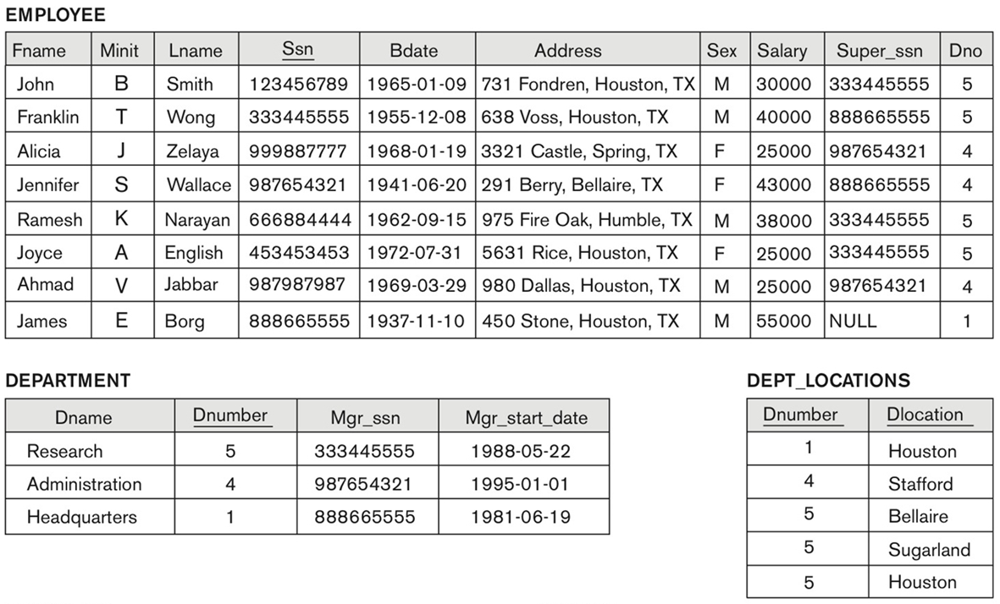 EMPLOYEE
Fname Minit Lname Ssn Bdate Address Sex Salary Super_ssn Dno
John B Smith 123456789 1965-01-09 731 Fondren, Houston, TX M 30000 333445555 5
Franklin T Wong 333445555 1955-12-08 638 Voss, Houston, TX M 40000 888665555 5
Alicia J Zelaya 999887777 1968-01-19 3321 Castle, Spring, TX F 25000 987654321 4
Jennifer S Wallace 987654321 1941-06-20 291 Berry, Bellaire, TX F 43000 888665555 4
Ramesh K Narayan 666884444 1962-09-15 975 Fire Oak, Humble, TX M 38000 333445555 5
Joyce A English 453453453 1972-07-31 5631 Rice, Houston, TX F 25000 333445555 5
Ahmad V Jabbar 987987987 1969-03-29 980 Dallas, Houston, TX M 25000 987654321 4
James E Borg 888665555 1937-11-10 450 Stone, Houston, TX M 55000 NULL 1
DEPARTMENT
Dname Dnumber Mgr_ssn Mgr_start_date
Research 5 333445555 1988-05-22
Administration 4 987654321 1995-01-01
Headquarters 1 888665555 1981-06-19
DEPT_LOCATIONS
Dnumber Dlocation
1 Houston
4 Stafford
5 Bellaire
5 Sugarland
5 Houston